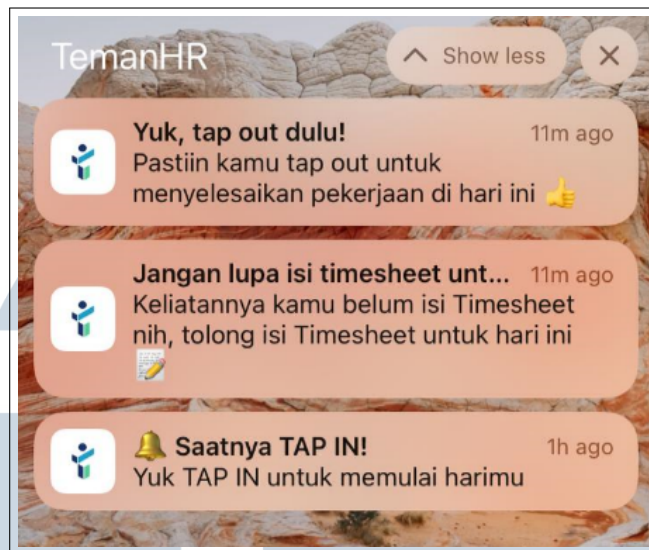 TemanHR
Show less
Yuk, tap out dulu!
11m ago
Pastiin kamu tap out untuk
menyelesaikan pekerjaan di hari ini 👍
Jangan lupa isi timesheet unt...
11m ago
Keliatannya kamu belum isi Timesheet
nih, tolong isi Timesheet untuk hari ini
📝
🔔 Saatnya TAP IN!
1h ago
Yuk TAP IN untuk memulai harimu